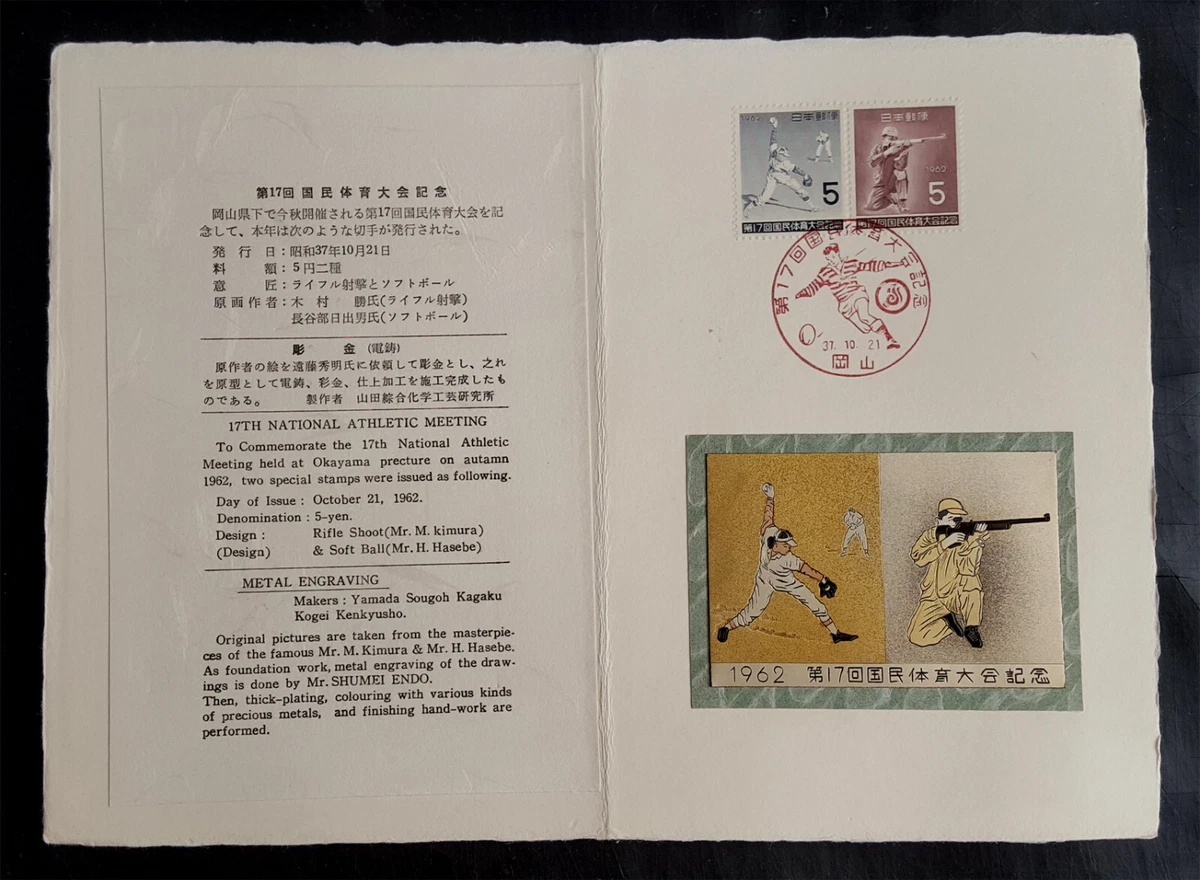 第17回国民体育大会記念
岡山県下で今秋開催される第17回国民体育大会を記
念して、本年は次のような切手が発行された。
発行日：昭和37年10月21日
料額：5円二種
意匠：ライフル射撃とソフトボール
原画作者：木村 勝氏(ライフル射撃)
長谷部日出男氏(ソフトボール)
彫金(電鋳)
原作者の絵を遠藤秀明氏に依頼して彫金とし、之れ
を原型として電鋳、彩金、仕上加工を施工完成したも
のである。 製作者 山田綜合化学工芸研究所
17TH NATIONAL ATHLETIC MEETING
To Commemorate the 17th National Athletic
Meeting held at Okayama precture on autamn
1962, two special stamps were issued as following.
Day of Issue : October 21, 1962.
Denomination : 5-yen.
Design : Rifle Shoot(Mr. M. kimura)
(Design) & Soft Ball(Mr. H. Hasebe)
METAL ENGRAVING
Makers : Yamada Sougoh Kagaku
Kogei Kenkyusho.
Original pictures are taken from the masterpie-
ces of the famous Mr. M. Kimura & Mr. H. Hasebe.
As foundation work, metal engraving of the draw-
ings is done by Mr. SHUMEI ENDO.
Then, thick-plating, colouring with various kinds
of precious metals, and finishing hand-work are
performed.
1962 日本郵便
5
第17回国民体育大会記念
日本郵便
1962
5
第17回国民体育大会記念
第17回国民体育大会記念
37. 10. 21
岡山
1962 第17回国民体育大会記念